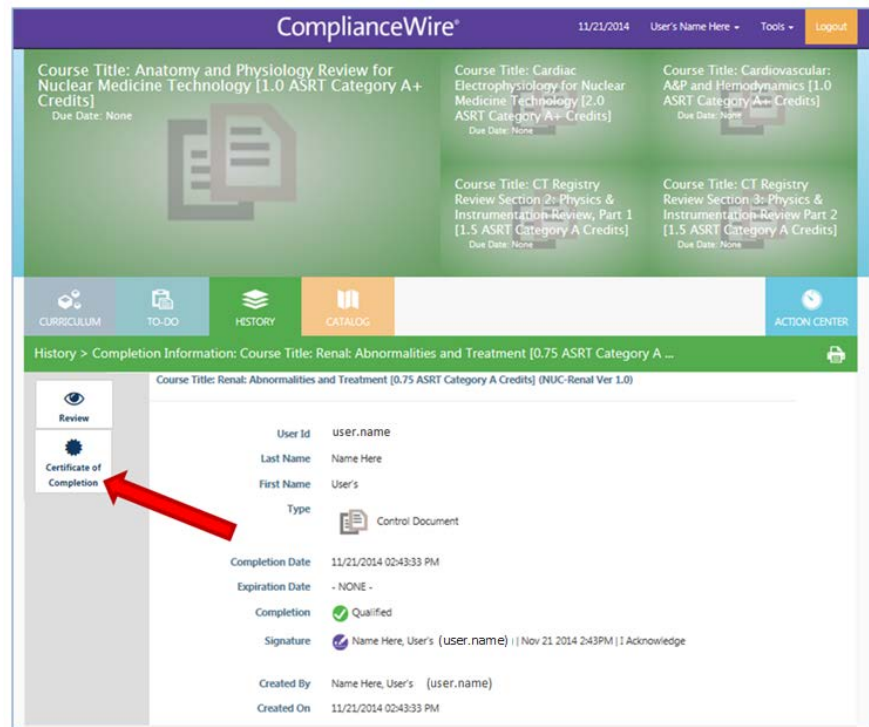 ComplianceWire®
11/21/2014 User's Name Here Tools Logout
Course Title: Anatomy and Physiology Review for
Nuclear Medicine Technology [1.0 ASRT Category A+
Credits]
Due Date: None
Course Title: Cardiac
Electrophysiology for Nuclear
Medicine Technology [2.0
ASRT Category A+ Credits]
Due Date: None
Course Title: Cardiovascular:
A&P and Hemodynamics [1.0
ASRT Category A+ Credits]
Due Date: None
Course Title: CT Registry
Review Section 2: Physics &
Instrumentation Review, Part 1
[1.5 ASRT Category A Credits]
Due Date: None
Course Title: CT Registry
Review Section 3: Physics &
Instrumentation Review Part 2
[1.5 ASRT Category A Credits]
Due Date: None
CURRICULUM TO-DO HISTORY CATALOG ACTION CENTER
History > Completion Information: Course Title: Renal: Abnormalities and Treatment [0.75 ASRT Category A ...
Course Title: Renal: Abnormalities and Treatment [0.75 ASRT Category A Credits] (NUC-Renal Ver 1.0)
Review
Certificate of
Completion
User Id user.name
Last Name Name Here
First Name User's
Type Control Document
Completion Date 11/21/2014 02:43:33 PM
Expiration Date - NONE -
Completion Qualified
Signature Name Here, User's (user.name) | Nov 21 2014 2:43PM | I Acknowledge
Created By Name Here, User's (user.name)
Created On 11/21/2014 02:43:33 PM